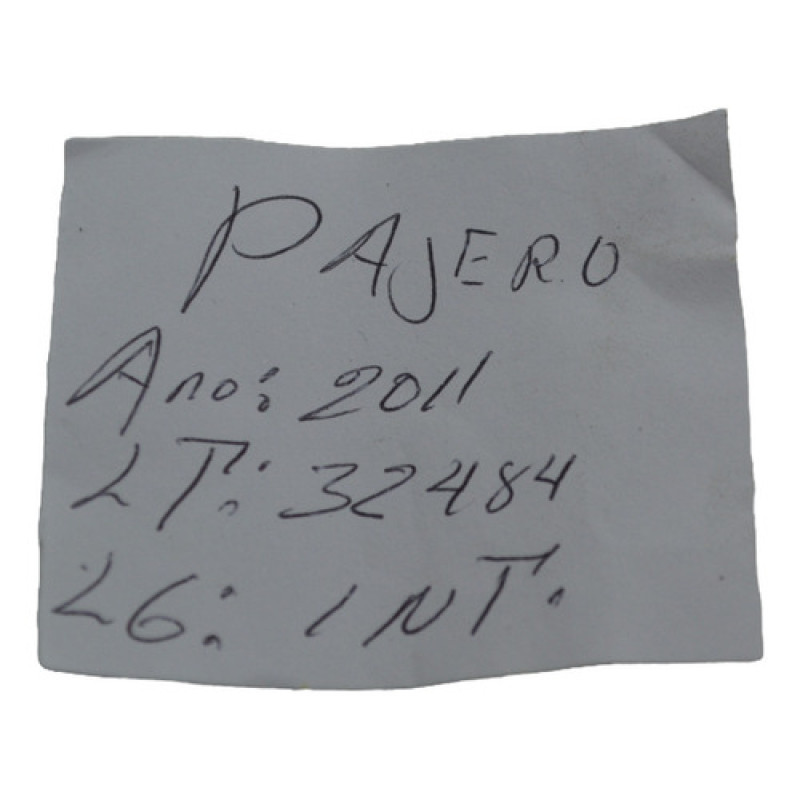 PAJERO
Ano: 2011
LT: 32484
LG: INT.